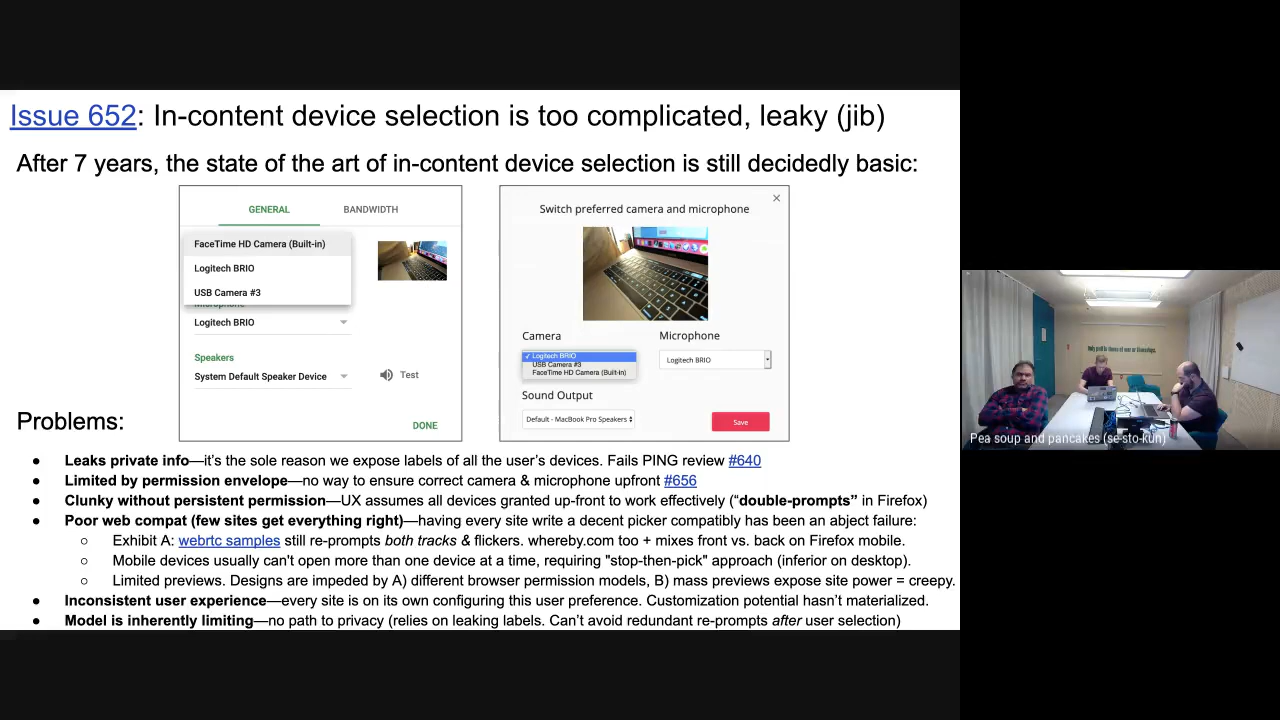 Issue 652: In-content device selection is too complicated, leaky (jib)
After 7 years, the state of the art of in-content device selection is still decidedly basic:
GENERAL BANDWIDTH
FaceTime HD Camera (Built-in)
Logitech BRIO
USB Camera #3
Microphone
Logitech BRIO
Speakers
System Default Speaker Device
Test
DONE
Switch preferred camera and microphone
Camera Microphone
✓ Logitech BRIO
USB Camera #3
FaceTime HD Camera (Built-in)
Logitech BRIO
Sound Output
Default - MacBook Pro Speakers
Save
Problems:
● Leaks private info—it's the sole reason we expose labels of all the user's devices. Fails PING review #640
● Limited by permission envelope—no way to ensure correct camera & microphone upfront #656
● Clunky without persistent permission—UX assumes all devices granted up-front to work effectively (“double-prompts” in Firefox)
● Poor web compat (few sites get everything right)—having every site write a decent picker compatibly has been an abject failure:
○ Exhibit A: webrtc samples still re-prompts both tracks & flickers. whereby.com too + mixes front vs. back on Firefox mobile.
○ Mobile devices usually can't open more than one device at a time, requiring "stop-then-pick" approach (inferior on desktop).
○ Limited previews. Designs are impeded by A) different browser permission models, B) mass previews expose site power = creepy.
● Inconsistent user experience—every site is on its own configuring this user preference. Customization potential hasn't materialized.
● Model is inherently limiting—no path to privacy (relies on leaking labels. Can't avoid redundant re-prompts after user selection)
Pea soup and pancakes (se-sto-kun)